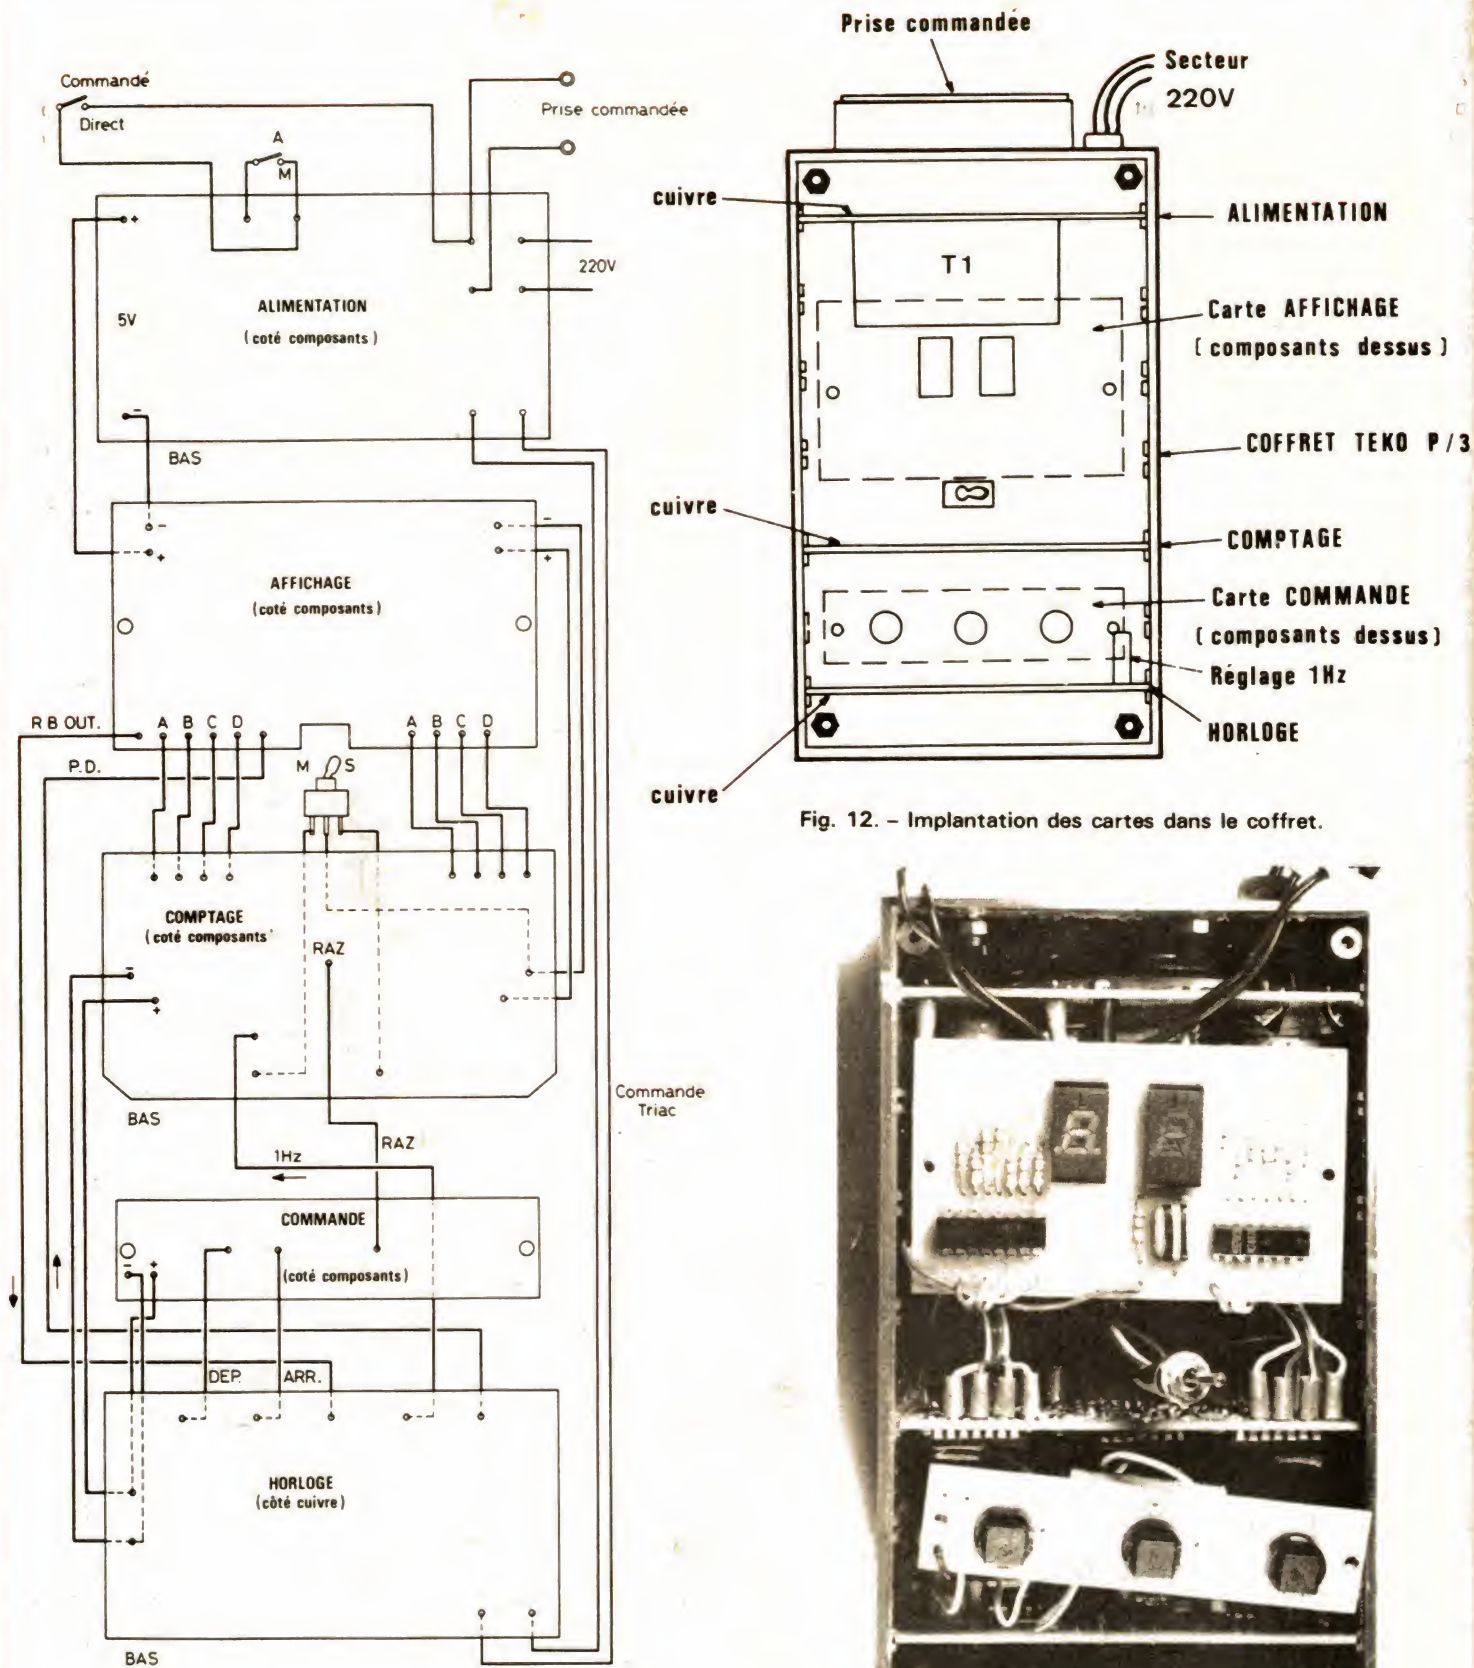 Commandé
Direct
A
M
Prise commandée
+
220V
5V
ALIMENTATION
(coté composants)
-
BAS
-
+
-
+
AFFICHAGE
(coté composants)
R B OUT.
A B C D
A B C D
P.D.
M S
COMPTAGE
(coté composants
RAZ
-
+
BAS
Commande
Triac
RAZ
1Hz
COMMANDE
- +
(coté composants)
DEP.
ARR.
HORLOGE
(côté cuivre)
BAS
Prise commandée
Secteur
220V
cuivre
ALIMENTATION
T1
Carte AFFICHAGE
(composants dessus)
COFFRET TEKO P/3
cuivre
COMPTAGE
Carte COMMANDE
(composants dessus)
Réglage 1Hz
HORLOGE
cuivre
Fig. 12. – Implantation des cartes dans le coffret.